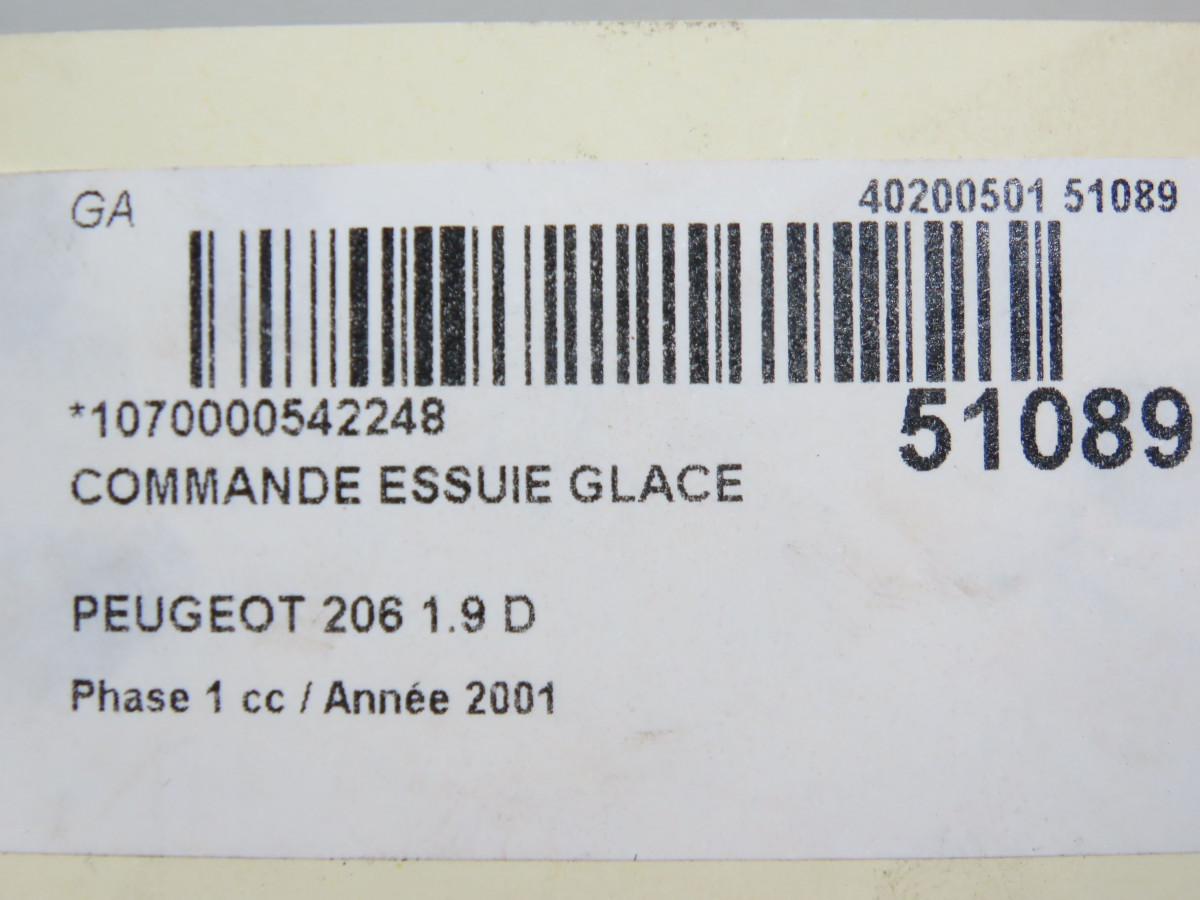 GA
40200501 51089
*1070000542248
51089
COMMANDE ESSUIE GLACE
PEUGEOT 206 1.9 D
Phase 1 cc / Année 2001